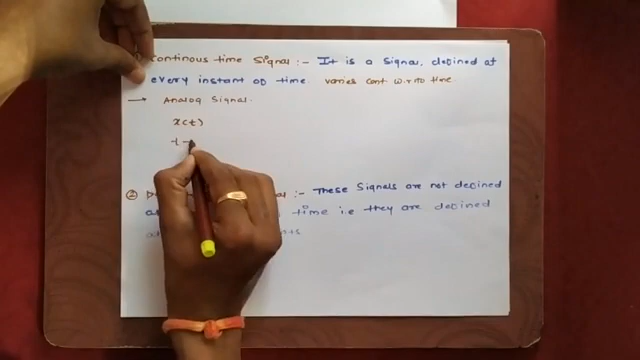 continous time Signal :- It is a Signal, defined at
every instant of time. varies cont w.r.to time
→ Analog Signal.
x(t)
t -
② D :- These Signals are not defined
time i.e they are defined